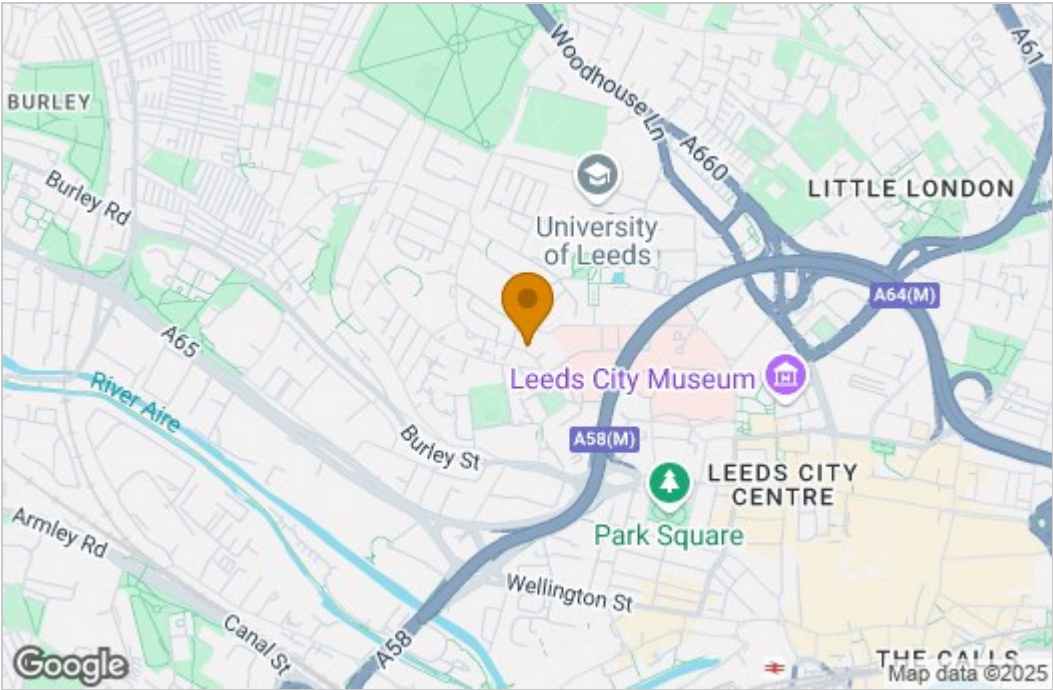 Woodhouse Ln
A61
BURLEY
A660
Burley Rd
LITTLE LONDON
University
of Leeds
A64(M)
A65
Leeds City Museum
River Aire
Burley St
A58(M)
LEEDS CITY
CENTRE
Armley Rd
Park Square
Wellington St
Canal St
A58
THE CALLS
Google
Map data ©2025